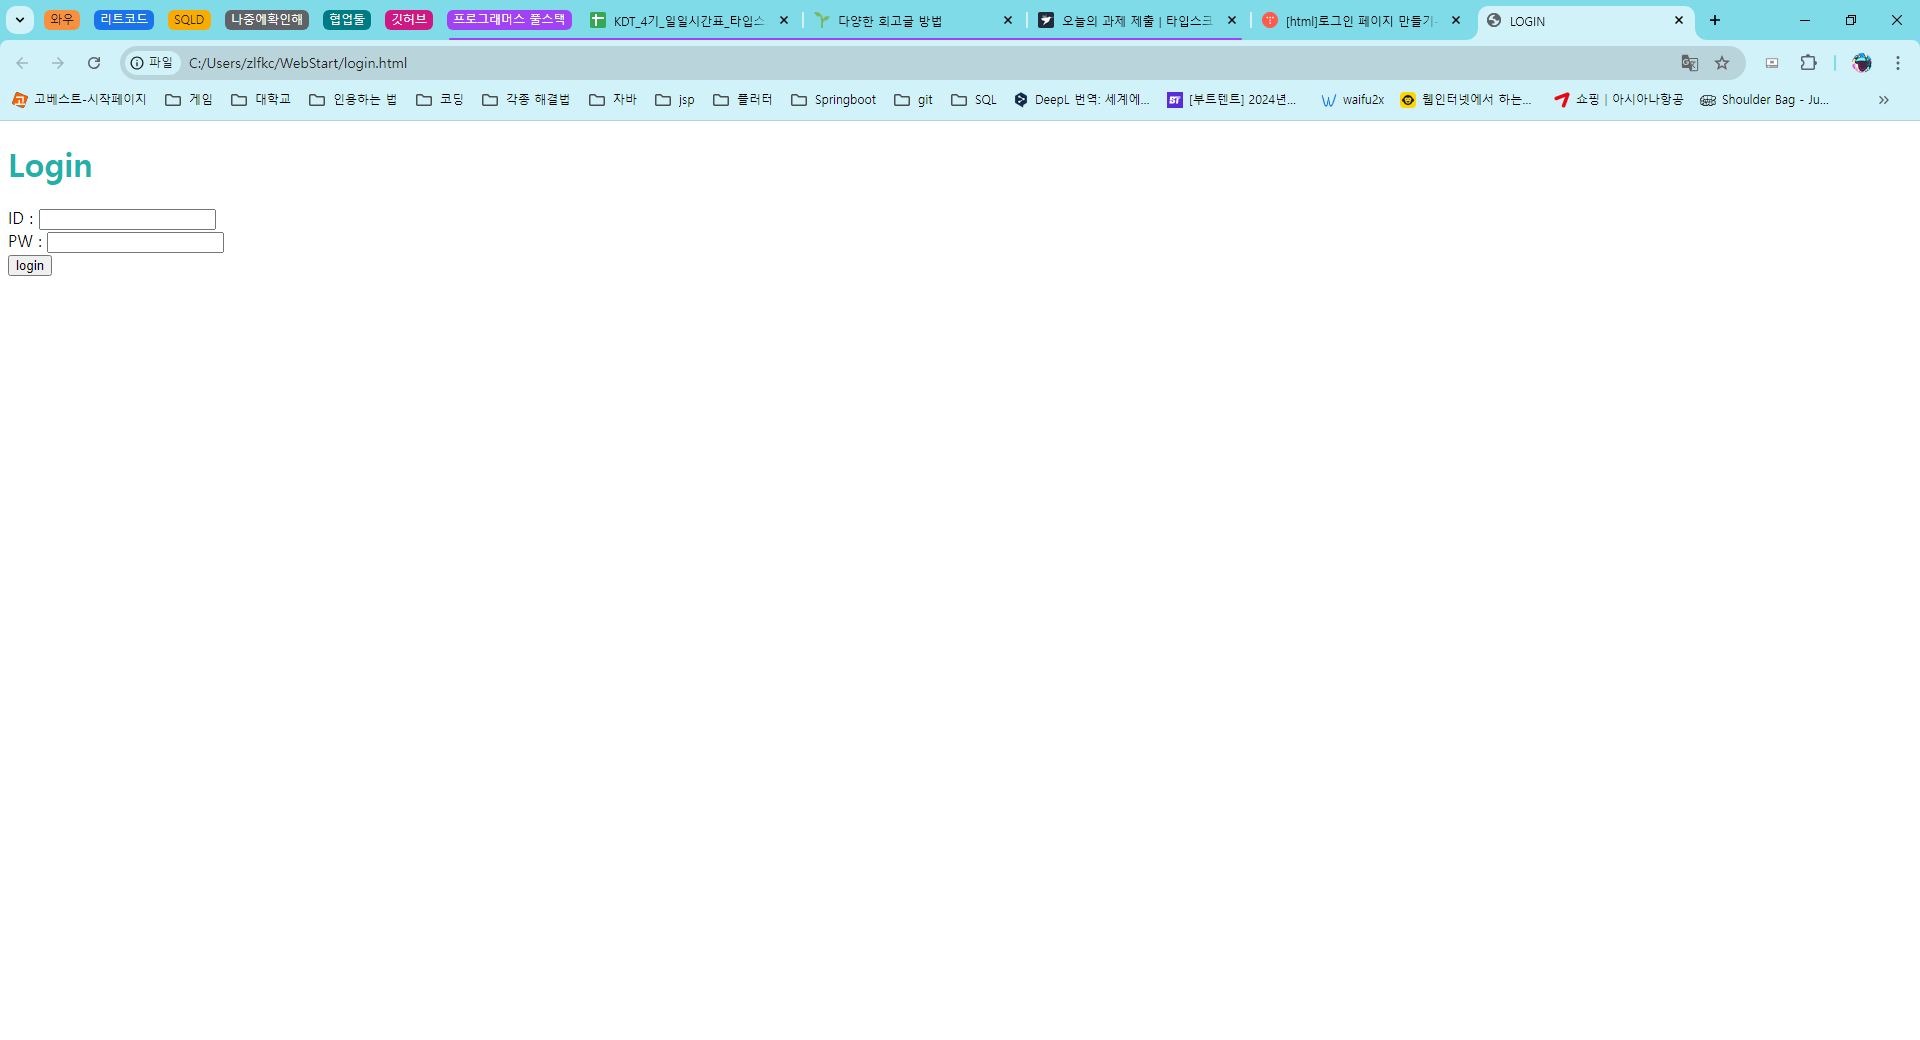 와우 리트코드 SQLD 나중에확인해 협업툴 깃허브 프로그래머스 풀스택 KDT_4기_일일시간표_타입스 다양한 회고글 방법 오늘의 과제 제출 | 타입스크 [html]로그인 페이지 만들기- LOGIN
파일 C:/Users/zlfkc/WebStart/login.html
고베스트-시작페이지 게임 대학교 인용하는 법 코딩 각종 해결법 자바 jsp 플러터 Springboot git SQL DeepL 번역: 세계에... [부트텐트] 2024년... waifu2x 웹인터넷에서 하는... 쇼핑 | 아시아나항공 Shoulder Bag - Ju...
Login
ID :
PW :
login